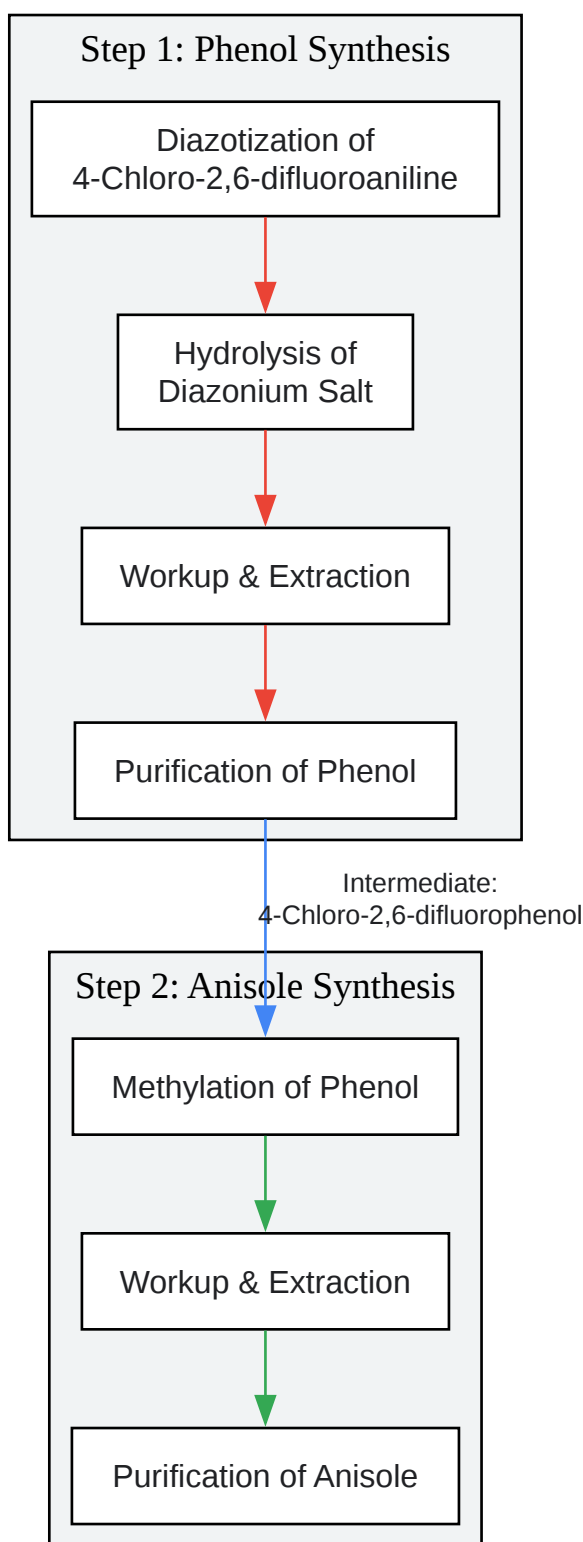 Step 1: Phenol Synthesis
Diazotization of
4-Chloro-2,6-difluoroaniline
Hydrolysis of
Diazonium Salt
Workup & Extraction
Purification of Phenol
Intermediate:
4-Chloro-2,6-difluorophenol
Step 2: Anisole Synthesis
Methylation of Phenol
Workup & Extraction
Purification of Anisole